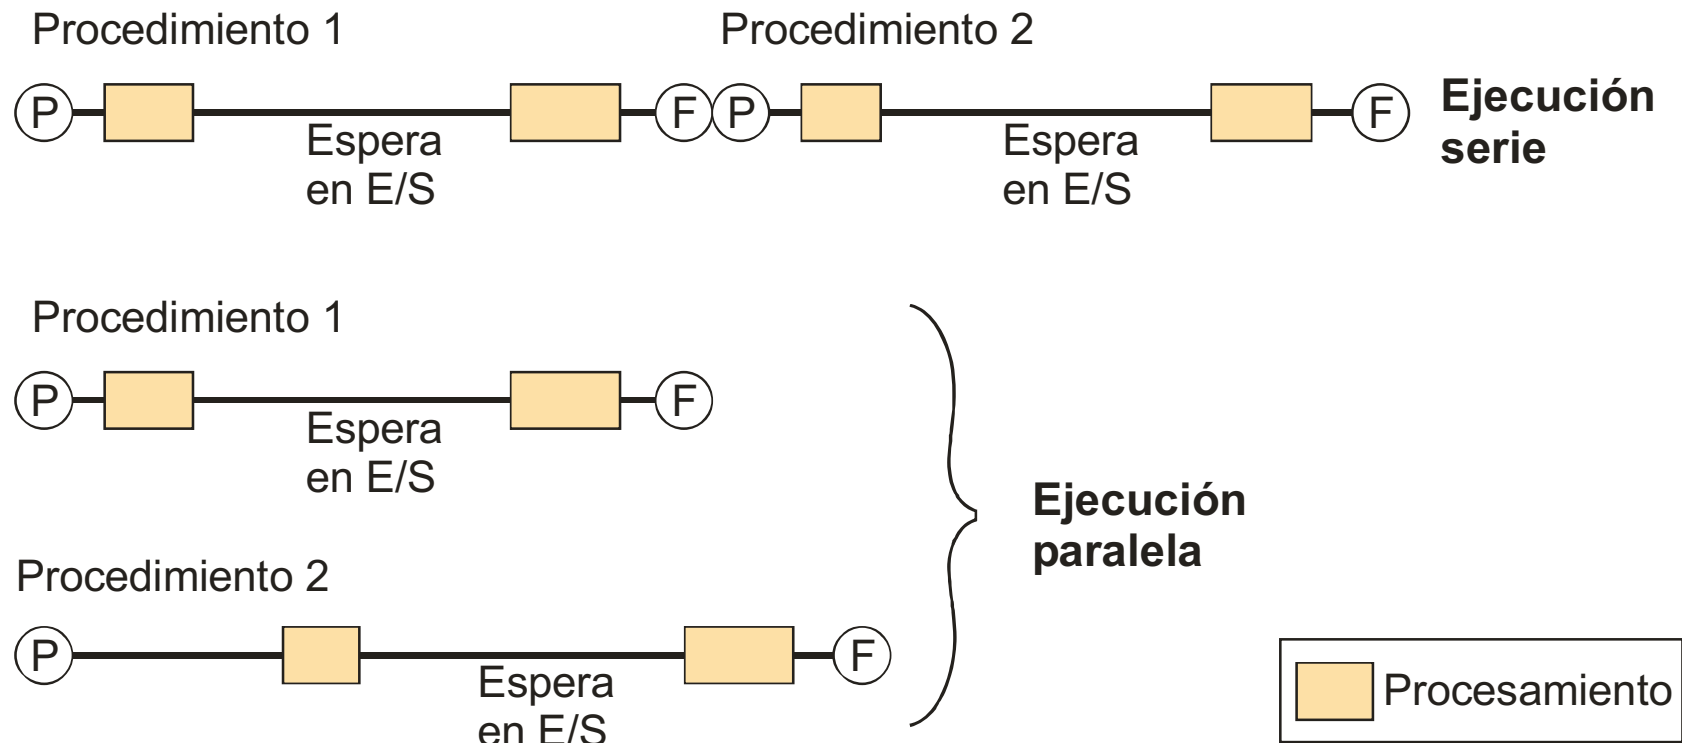 Procedimiento 1
Procedimiento 2
P
F
P
F
Espera
en E/S
Espera
en E/S
Ejecución
serie
Procedimiento 1
P
F
Espera
en E/S
Procedimiento 2
P
F
Espera
en E/S
Ejecución
paralela
Procesamiento